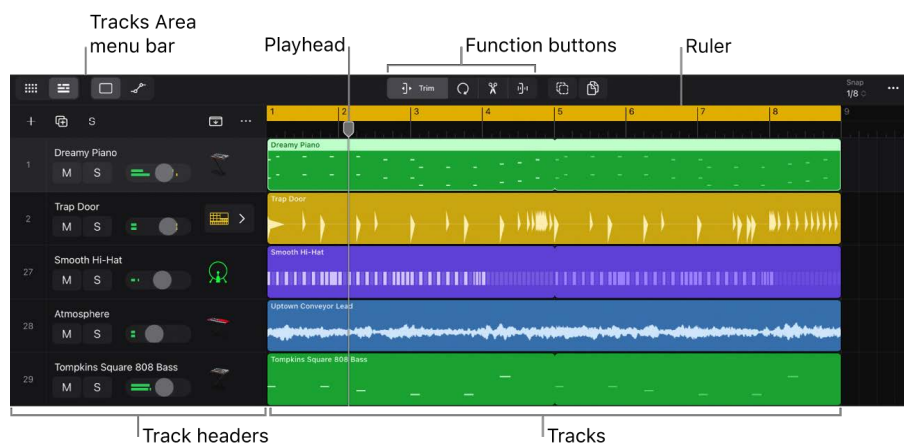 Tracks Area
menu bar
Playhead
Function buttons
Ruler
Trim
Snap
1/8
S
1 2 3 4 5 6 7 8 9
1
Dreamy Piano
M S
Dreamy Piano
2
Trap Door
M S
Trap Door
27
Smooth Hi-Hat
M S
Smooth Hi-Hat
28
Atmosphere
M S
Uptown Conveyor Lead
29
Tompkins Square 808 Bass
M S
Tompkins Square 808 Bass
Track headers
Tracks